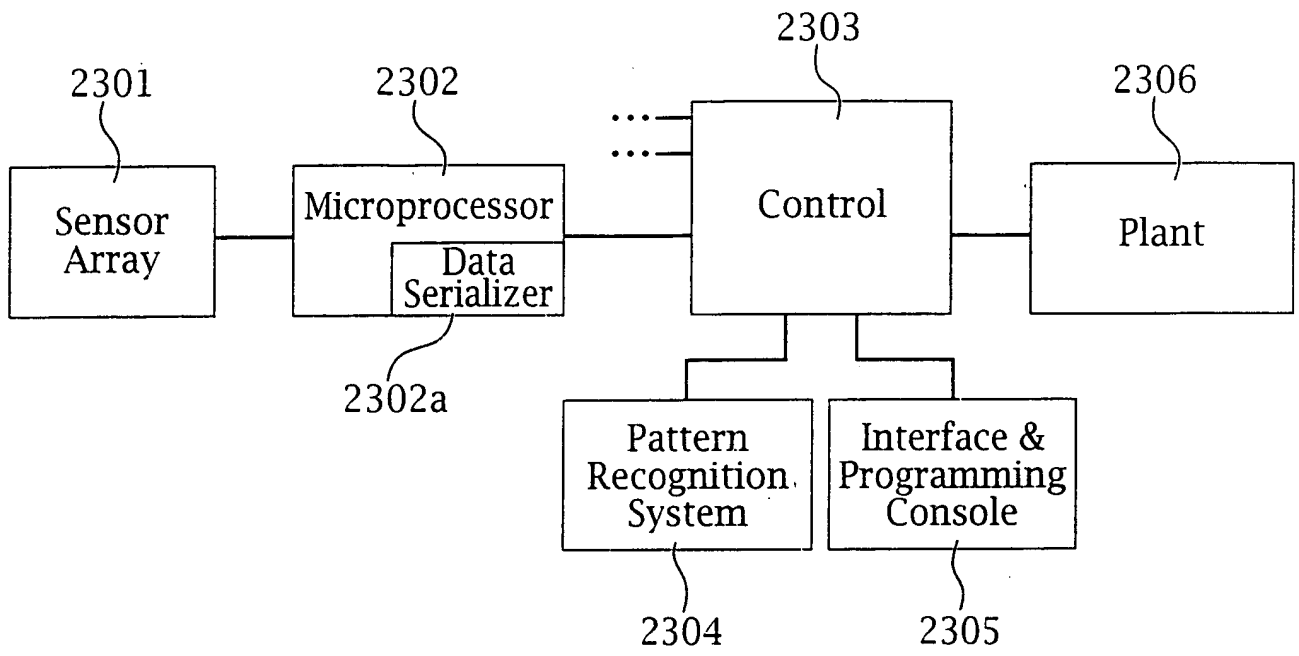 2303
2301
2302
2306
Sensor
Array
Microprocessor
Data
Serializer
Control
Plant
2302a
Pattern
Recognition
System
Interface &
Programming
Console
2304
2305